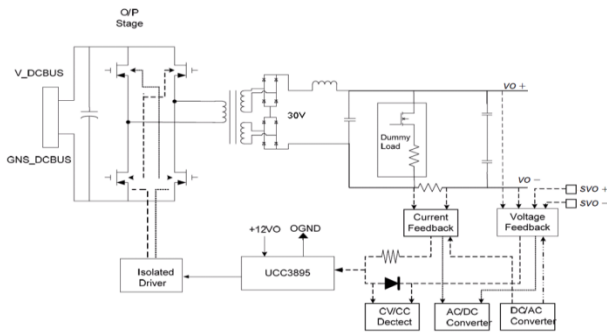 O/P
Stage
V_DCBUS
GNS_DCBUS
30V
VO +
Dummy
Load
VO −
SVO +
SVO −
Current
Feedback
Voltage
Feedback
+12VO
OGND
Isolated
Driver
UCC3895
CV/CC
Dectect
AC/DC
Converter
DC/AC
Converter